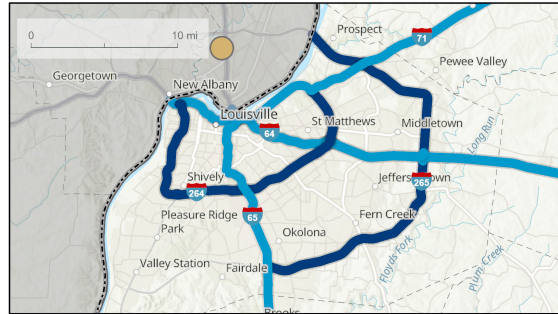 0
10 mi
Prospect
71
Pewee Valley
Georgetown
New Albany
Louisville
64
St Matthews
Middletown
Long Run
Shively
264
265
Pleasure Ridge
Park
65
Fern Creek
Okolona
Valley Station
Fairdale
Floyds Fork
Plum Creek
Brooks